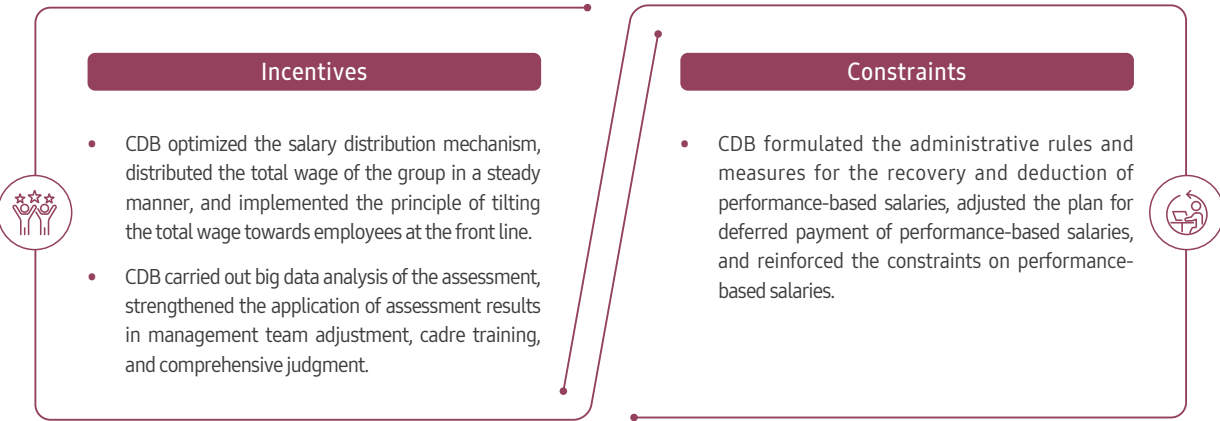 Incentives
• CDB optimized the salary distribution mechanism,
distributed the total wage of the group in a steady
manner, and implemented the principle of tilting
the total wage towards employees at the front line.
• CDB carried out big data analysis of the assessment,
strengthened the application of assessment results
in management team adjustment, cadre training,
and comprehensive judgment.
Constraints
• CDB formulated the administrative rules and
measures for the recovery and deduction of
performance-based salaries, adjusted the plan for
deferred payment of performance-based salaries,
and reinforced the constraints on performance-
based salaries.